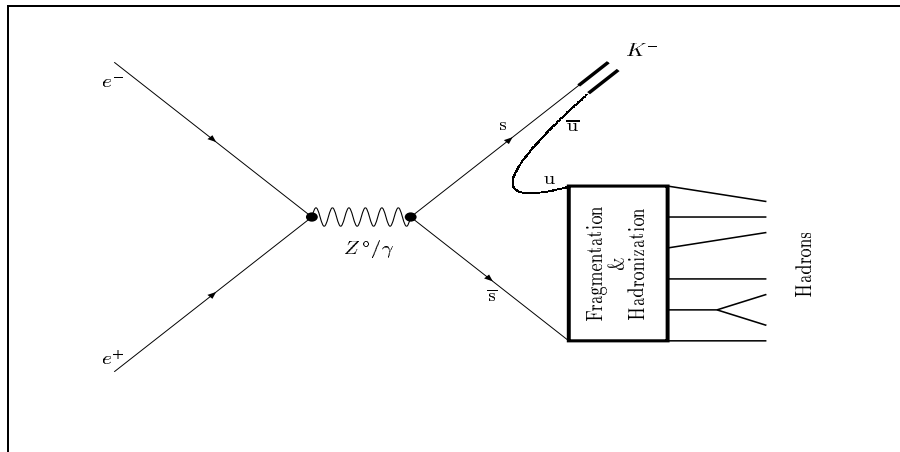 e⁻
K⁻
s
u̅
u
Z°/γ
s̅
e⁺
Fragmentation
&
Hadronization
Hadrons